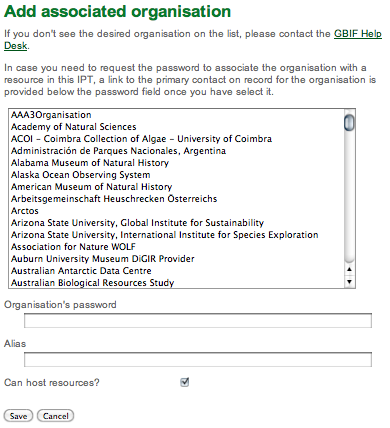 Add associated organisation
If you don't see the desired organisation on the list, please contact the GBIF Help
Desk.
In case you need to request the password to associate the organisation with a
resource in this IPT, a link to the primary contact on record for the organisation is
provided below the password field once you have select it.
AAA3Organisation
Academy of Natural Sciences
ACOI - Coimbra Collection of Algae - University of Coimbra
Administración de Parques Nacionales, Argentina
Alabama Museum of Natural History
Alaska Ocean Observing System
American Museum of Natural History
Arbeitsgemeinschaft Heuschrecken Österreichs
Arctos
Arizona State University, Global Institute for Sustainability
Arizona State University, International Institute for Species Exploration
Association for Nature WOLF
Auburn University Museum DiGIR Provider
Australian Antarctic Data Centre
Australian Biological Resources Study
Organisation's password
Alias
Can host resources?
Save Cancel